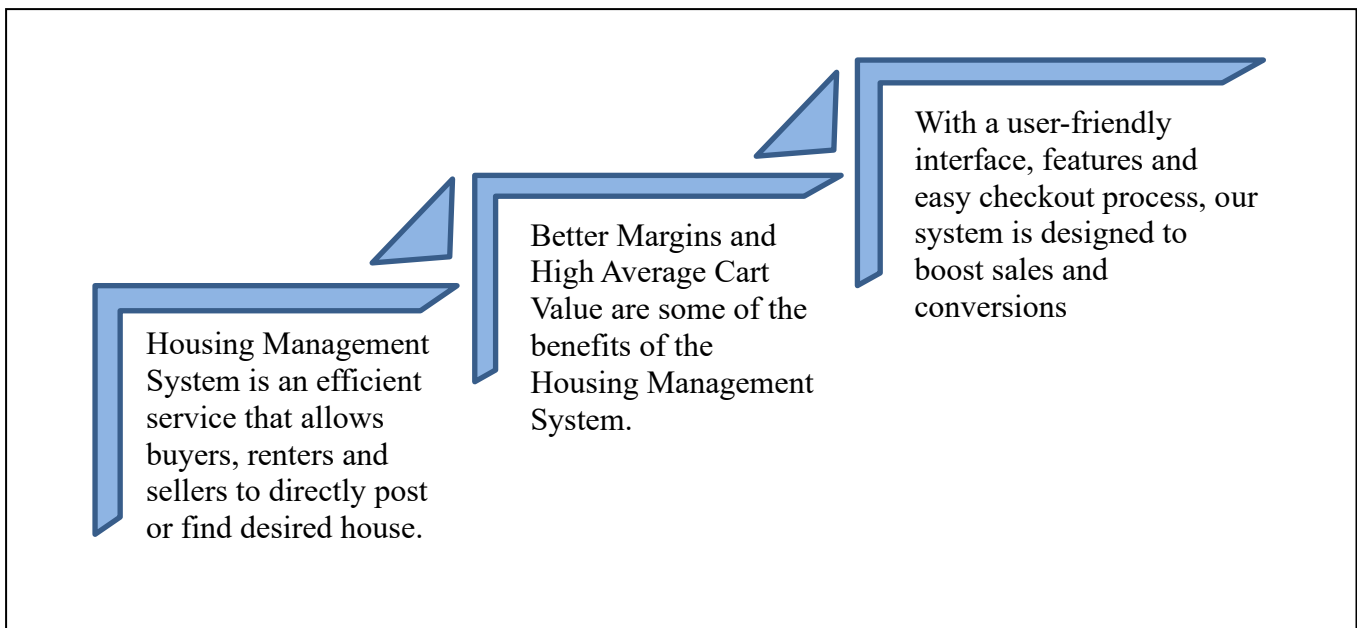 Housing Management
System is an efficient
service that allows
buyers, renters and
sellers to directly post
or find desired house.
Better Margins and
High Average Cart
Value are some of the
benefits of the
Housing Management
System.
With a user-friendly
interface, features and
easy checkout process, our
system is designed to
boost sales and
conversions